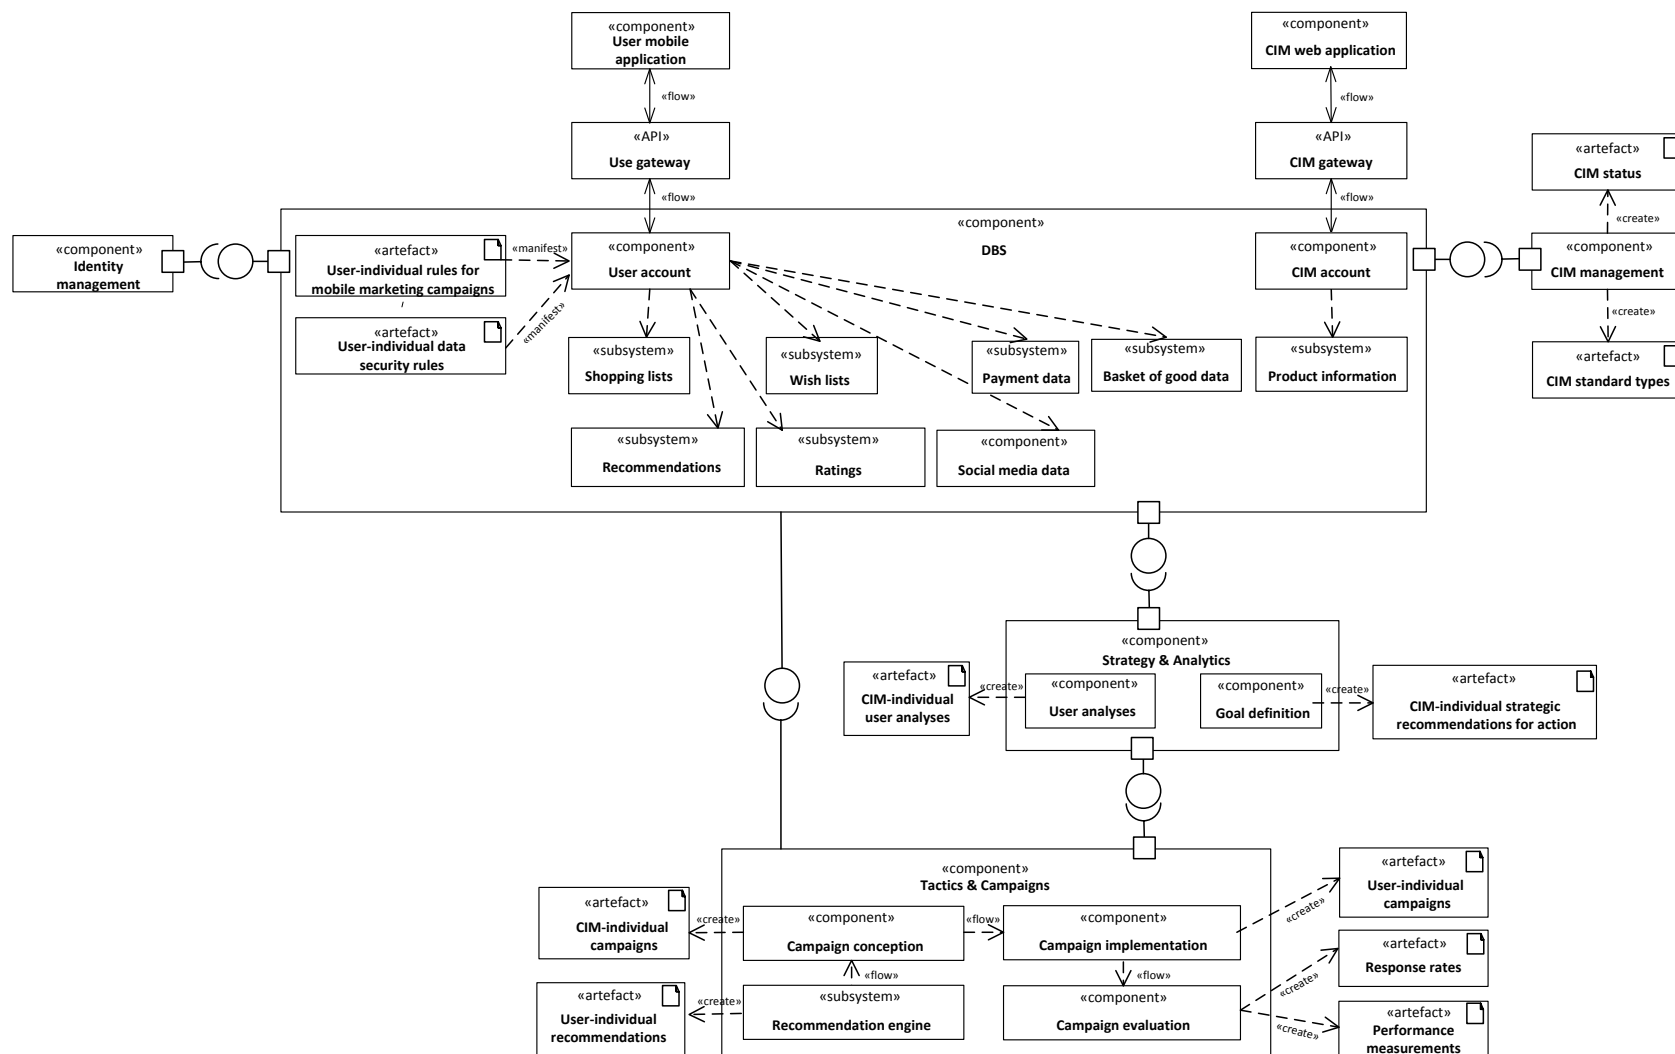 «component»
User mobile
application
«component»
CIM web application
«flow»
«flow»
«API»
Use gateway
«API»
CIM gateway
«artefact»
CIM status
«flow»
«flow»
«create»
«component»
DBS
«component»
Identity
management
«artefact»
User-individual rules for
mobile marketing campaigns
«manifest»
«component»
User account
«component»
CIM account
«component»
CIM management
«artefact»
User-individual data
security rules
«manifest»
«create»
«subsystem»
Shopping lists
«subsystem»
Wish lists
«subsystem»
Payment data
«subsystem»
Basket of good data
«subsystem»
Product information
«artefact»
CIM standard types
«subsystem»
Recommendations
«subsystem»
Ratings
«component»
Social media data
«component»
Strategy & Analytics
«artefact»
CIM-individual
user analyses
«create»
«component»
User analyses
«component»
Goal definition
«create»
«artefact»
CIM-individual strategic
recommendations for action
«component»
Tactics & Campaigns
«artefact»
CIM-individual
campaigns
«create»
«component»
Campaign conception
«flow»
«component»
Campaign implementation
«create»
«artefact»
User-individual
campaigns
«flow»
«flow»
«artefact»
User-individual
recommendations
«create»
«subsystem»
Recommendation engine
«component»
Campaign evaluation
«create»
«artefact»
Response rates
«create»
«artefact»
Performance
measurements